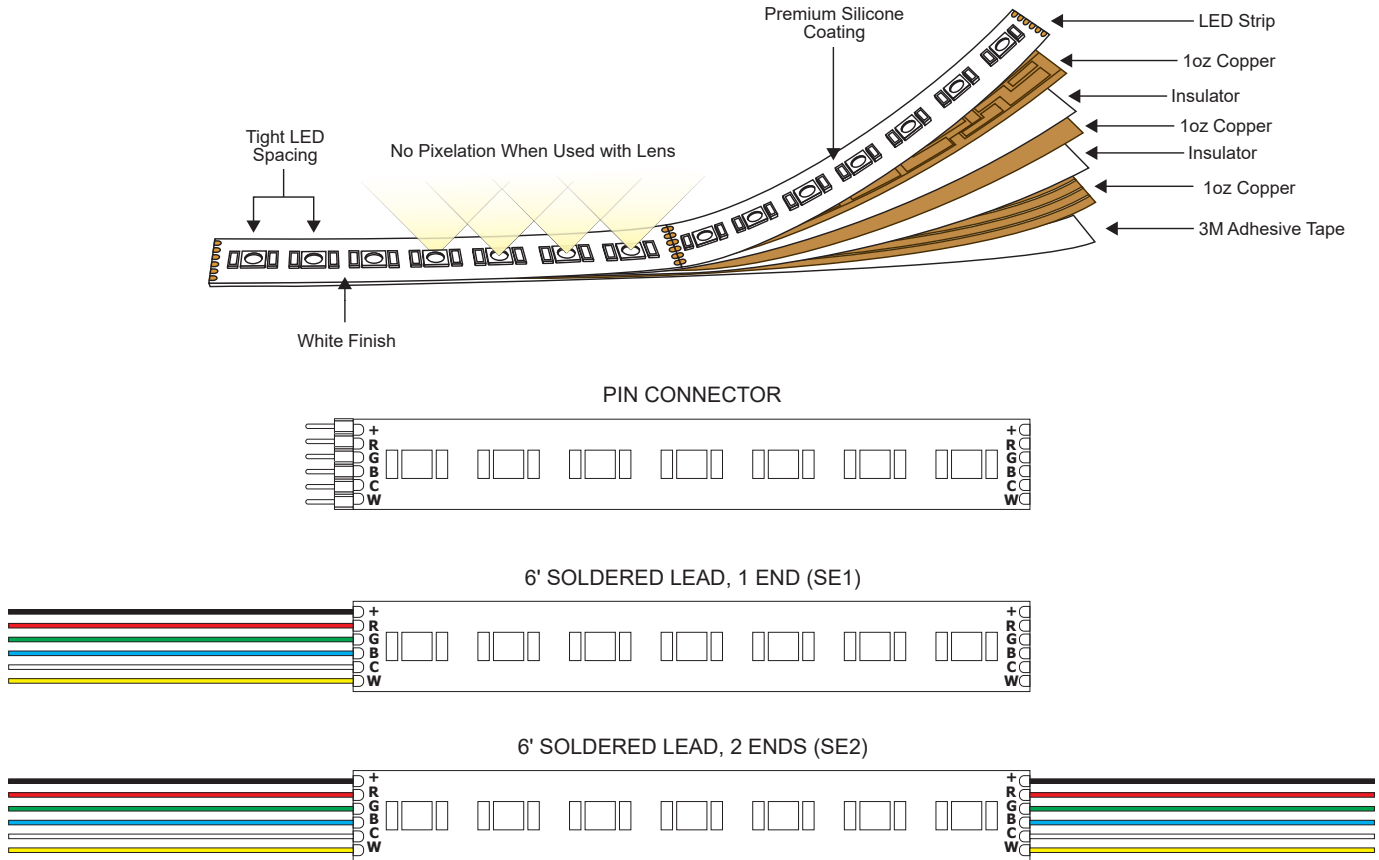 Premium Silicone
Coating
LED Strip
1oz Copper
Insulator
1oz Copper
Insulator
1oz Copper
3M Adhesive Tape
Tight LED
Spacing
No Pixelation When Used with Lens
White Finish
PIN CONNECTOR
+ +
R R
G G
B B
C C
W W
6' SOLDERED LEAD, 1 END (SE1)
+ +
R R
G G
B B
C C
W W
6' SOLDERED LEAD, 2 ENDS (SE2)
+ +
R R
G G
B B
C C
W W